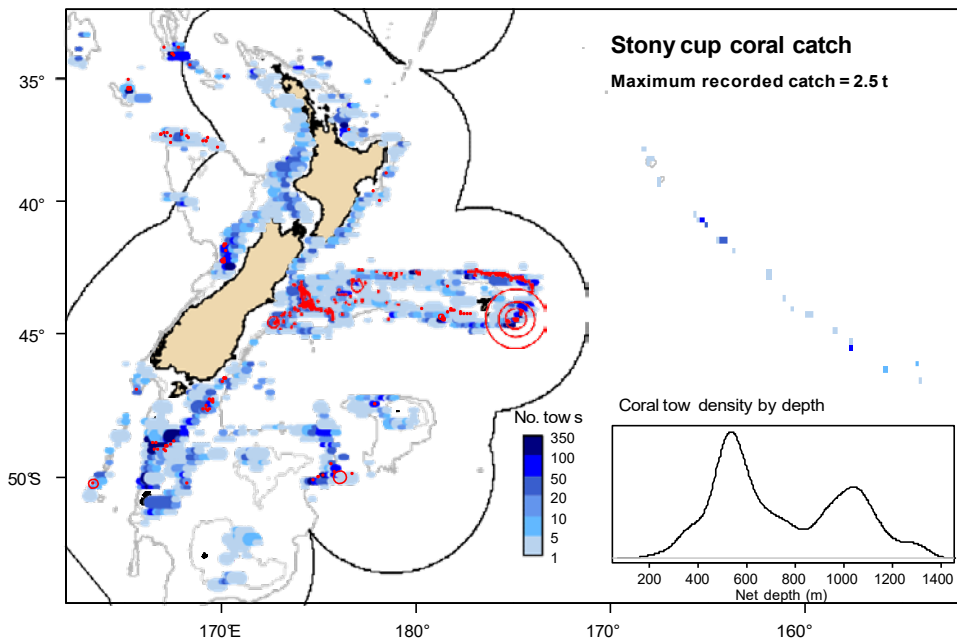 Stony cup coral catch
Maximum recorded catch = 2.5 t
35°
40°
45°
50°S
No. tows
350
100
50
20
10
5
1
Coral tow density by depth
200 400 600 800 1000 1200 1400
Net depth (m)
170°E 180° 170° 160°